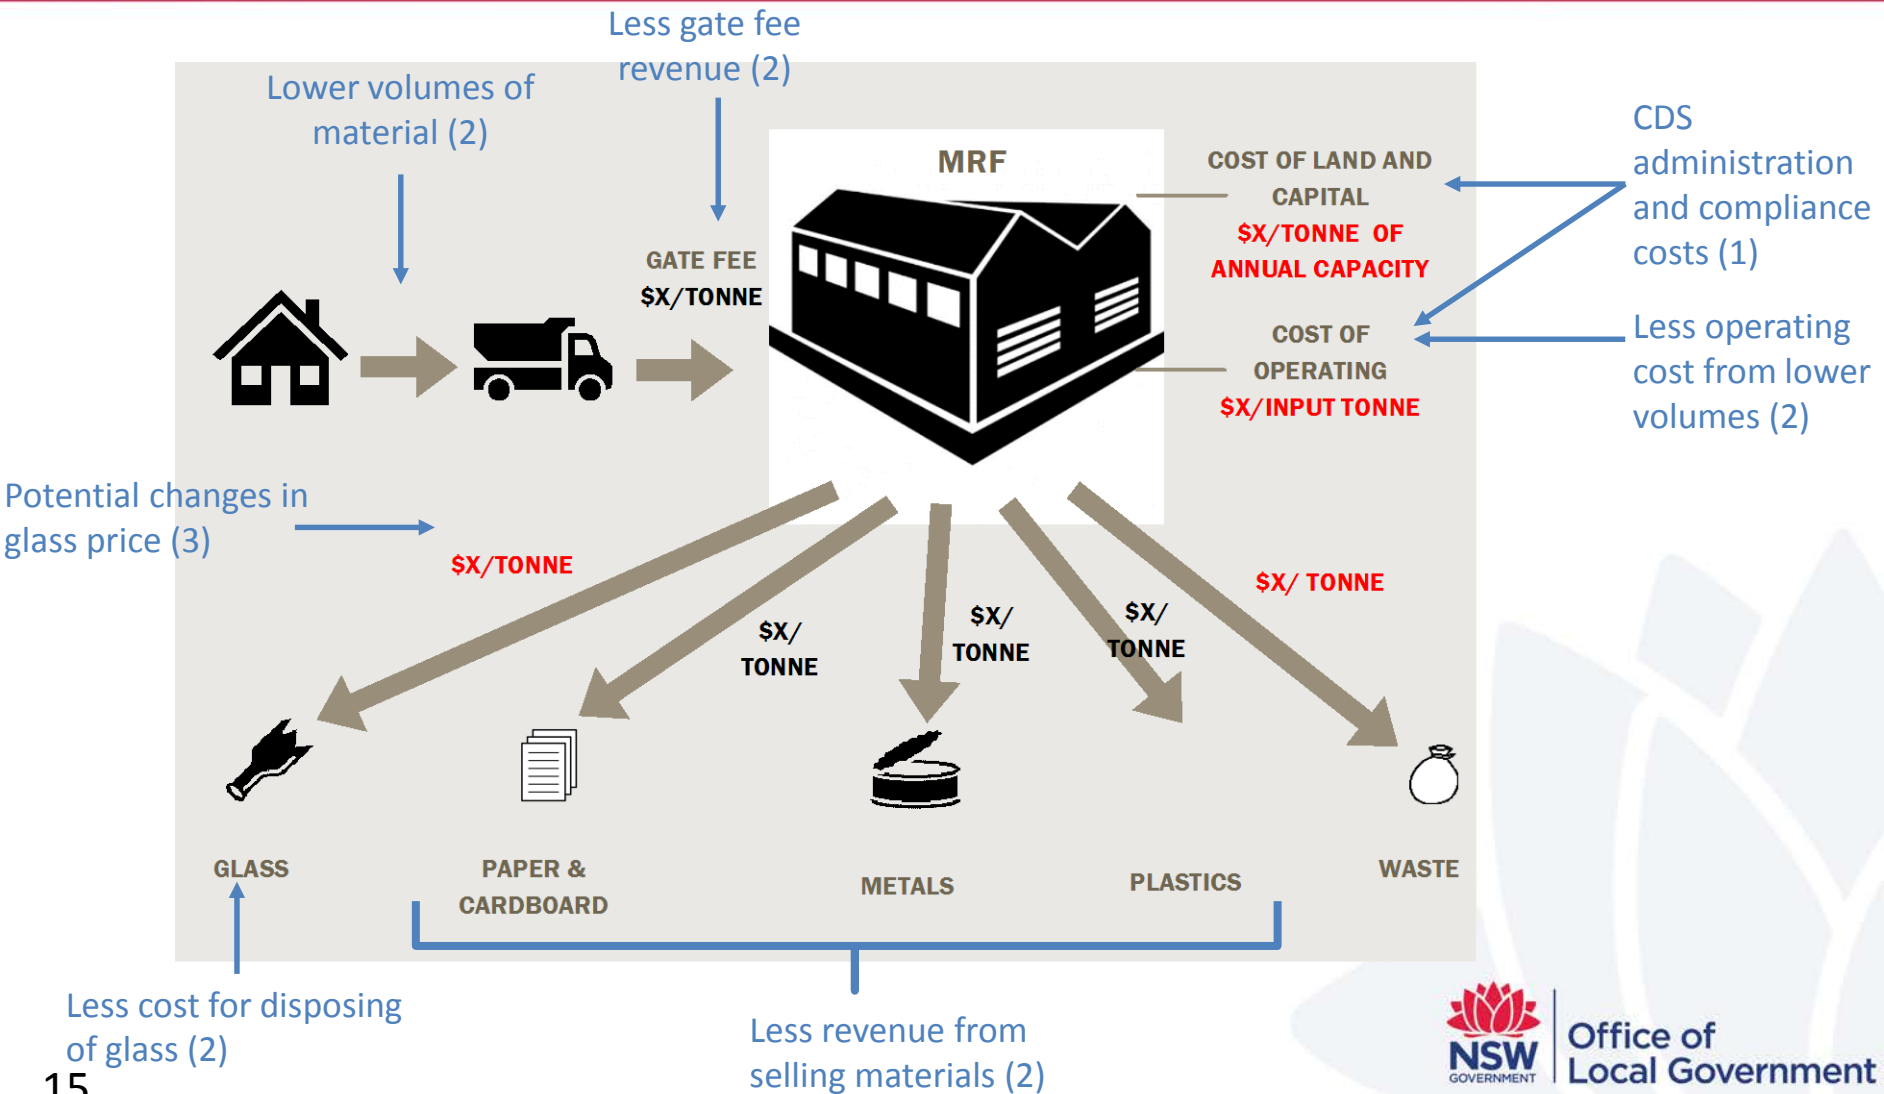 Less gate fee
revenue (2)
Lower volumes of
material (2)
CDS
administration
and compliance
costs (1)
MRF
COST OF LAND AND
CAPITAL
$X/TONNE OF
ANNUAL CAPACITY
GATE FEE
$X/TONNE
COST OF
OPERATING
$X/INPUT TONNE
Less operating
cost from lower
volumes (2)
Potential changes in
glass price (3)
$X/TONNE
$X/
TONNE
$X/
TONNE
$X/
TONNE
$X/ TONNE
GLASS
PAPER &
CARDBOARD
METALS
PLASTICS
WASTE
Less cost for disposing
of glass (2)
Less revenue from
selling materials (2)
15
NSW
GOVERNMENT
Office of
Local Government